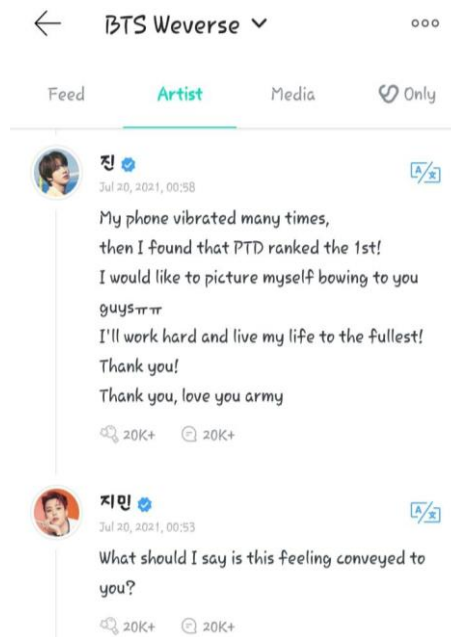 BTS Weverse
Feed Artist Media Only
진
Jul 20, 2021, 00:58
My phone vibrated many times,
then I found that PTD ranked the 1st!
I would like to picture myself bowing to you
guysㅠㅠ
I'll work hard and live my life to the fullest!
Thank you!
Thank you, love you army
20K+ 20K+
지민
Jul 20, 2021, 00:53
What should I say is this feeling conveyed to
you?
20K+ 20K+